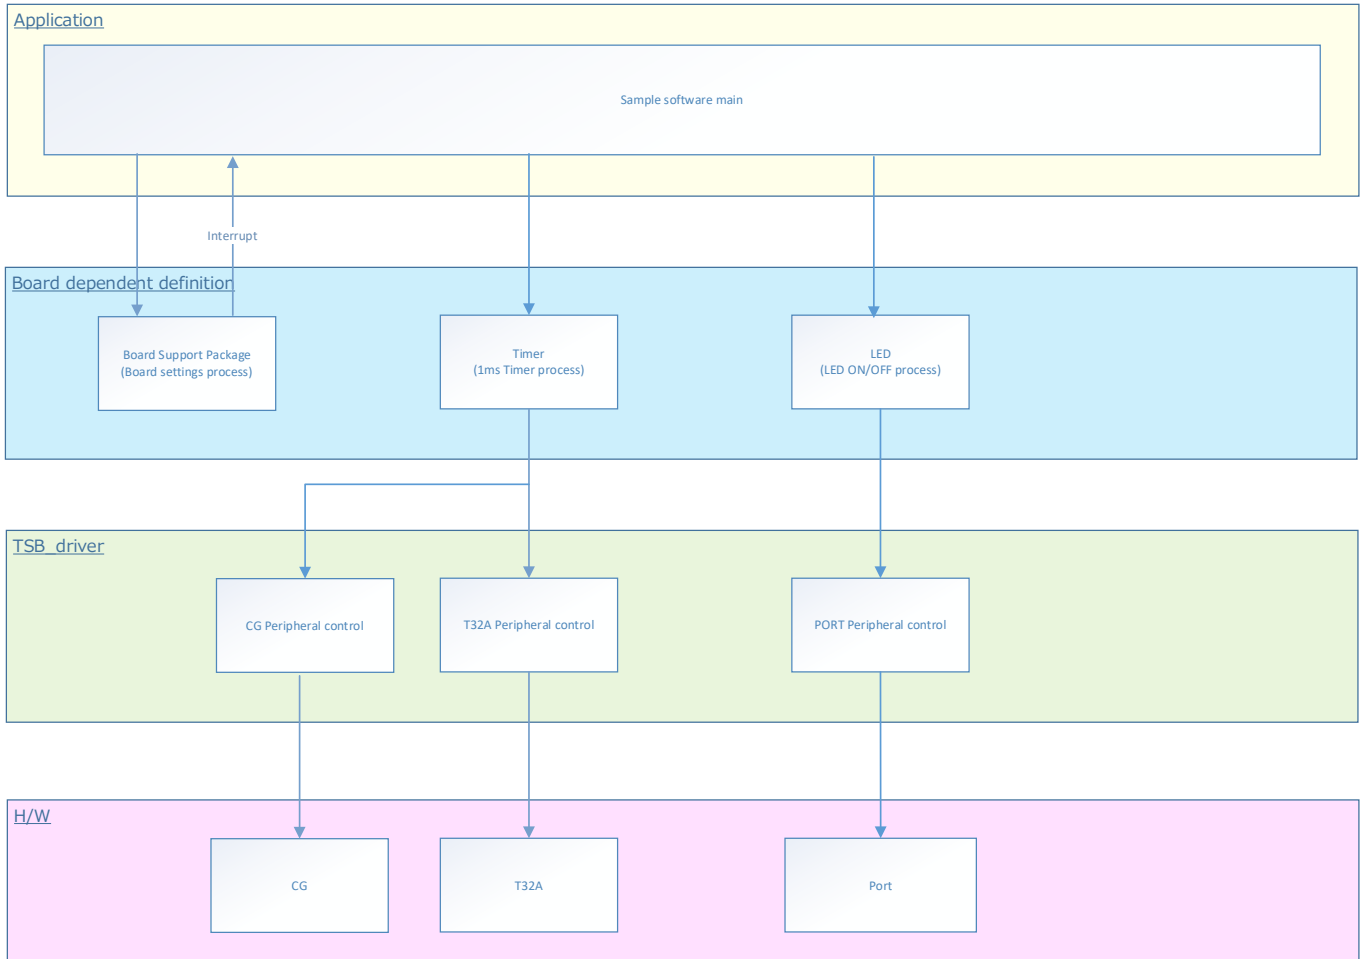 Application
Sample software main
Interrupt
Board dependent definition
Board Support Package
(Board settings process)
Timer
(1ms Timer process)
LED
(LED ON/OFF process)
TSB_driver
CG Peripheral control
T32A Peripheral control
PORT Peripheral control
H/W
CG
T32A
Port